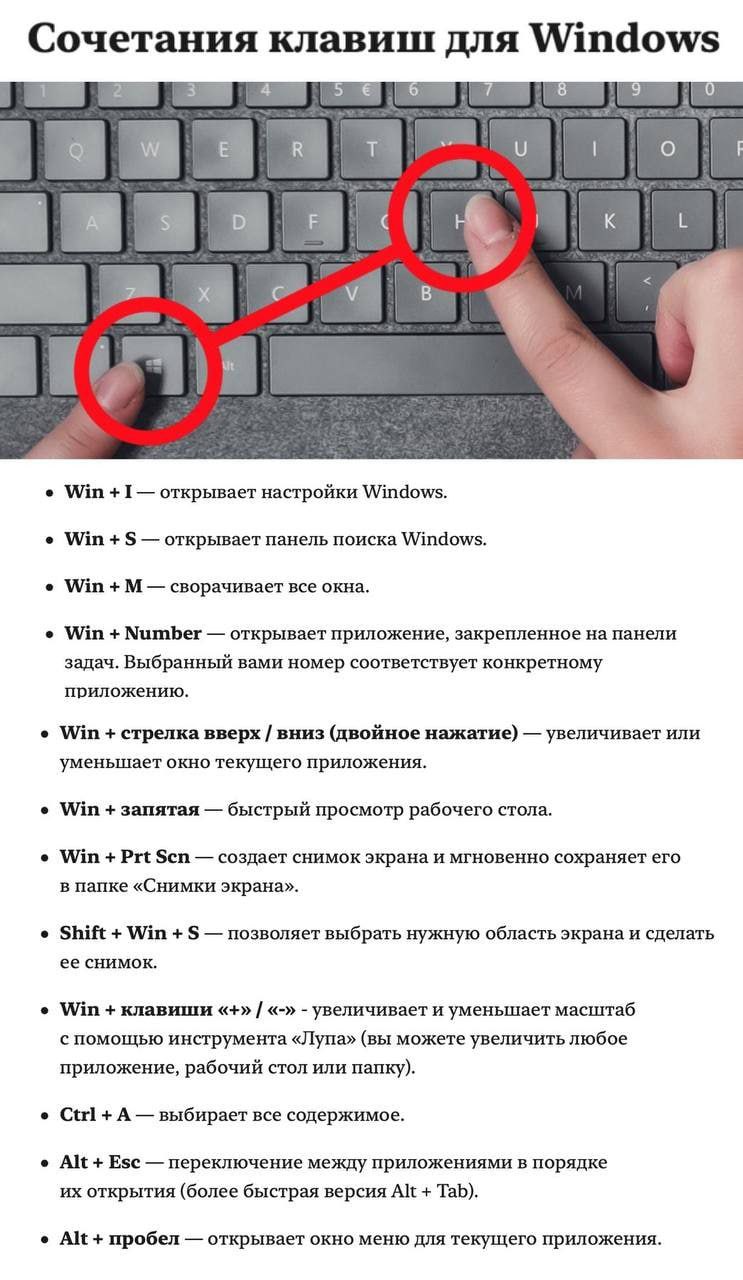 Сочетания клавиш для Windows
1 2 3 4 5 € 6 7 8 9 0
Q W E R T Y U I O P
A S D F G H J K L
Z X C V B M < ,
Alt
• Win + I — открывает настройки Windows.
• Win + S — открывает панель поиска Windows.
• Win + M — сворачивает все окна.
• Win + Number — открывает приложение, закрепленное на панели
задач. Выбранный вами номер соответствует конкретному
приложению.
• Win + стрелка вверх / вниз (двойное нажатие) — увеличивает или
уменьшает окно текущего приложения.
• Win + запятая — быстрый просмотр рабочего стола.
• Win + Prt Scn — создает снимок экрана и мгновенно сохраняет его
в папке «Снимки экрана».
• Shift + Win + S — позволяет выбрать нужную область экрана и сделать
ее снимок.
• Win + клавиши «+» / «-» - увеличивает и уменьшает масштаб
с помощью инструмента «Лупа» (вы можете увеличить любое
приложение, рабочий стол или папку).
• Ctrl + A — выбирает все содержимое.
• Alt + Esc — переключение между приложениями в порядке
их открытия (более быстрая версия Alt + Tab).
• Alt + пробел — открывает окно меню для текущего приложения.